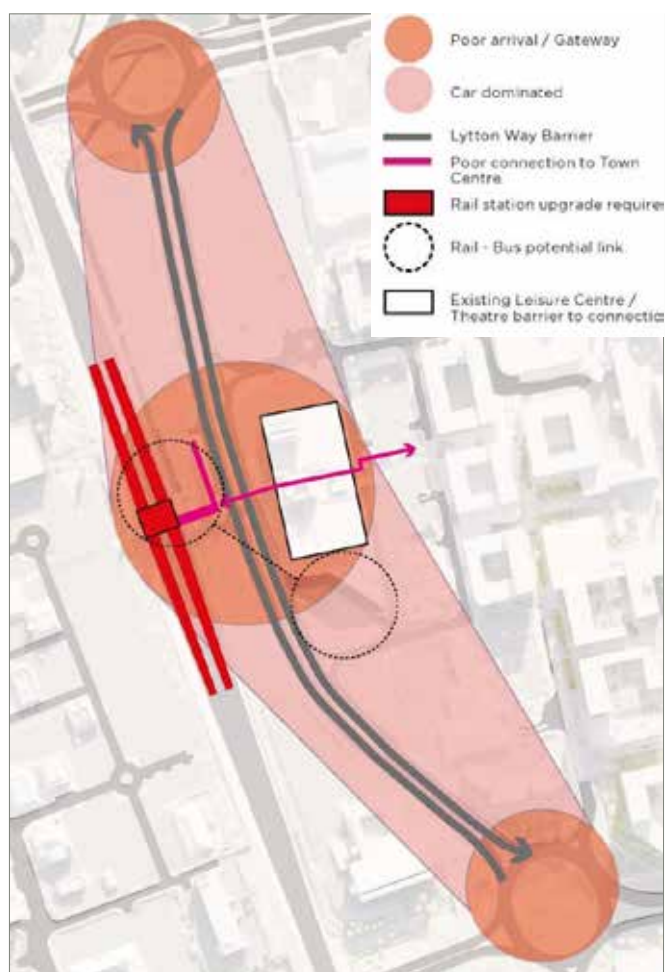 Poor arrival / Gateway
Car dominated
Lytton Way Barrier
Poor connection to Town
Centre
Rail station upgrade require
Rail - Bus potential link
Existing Leisure Centre /
Theatre barrier to connectio